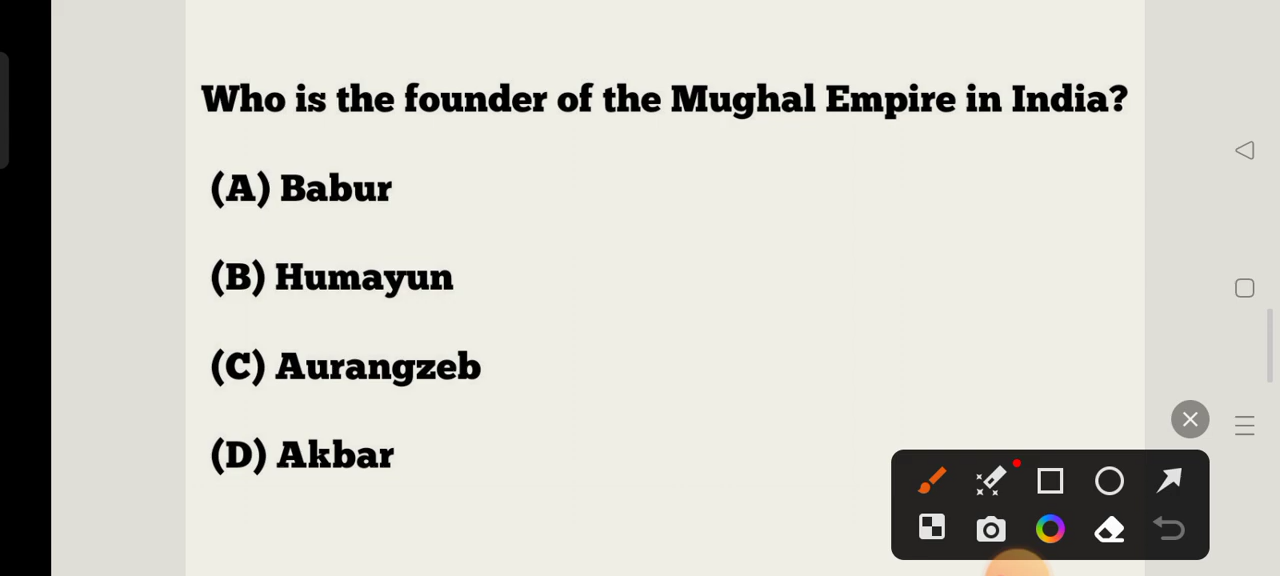 Who is the founder of the Mughal Empire in India?
(A) Babur
(B) Humayun
(C) Aurangzeb
(D) Akbar